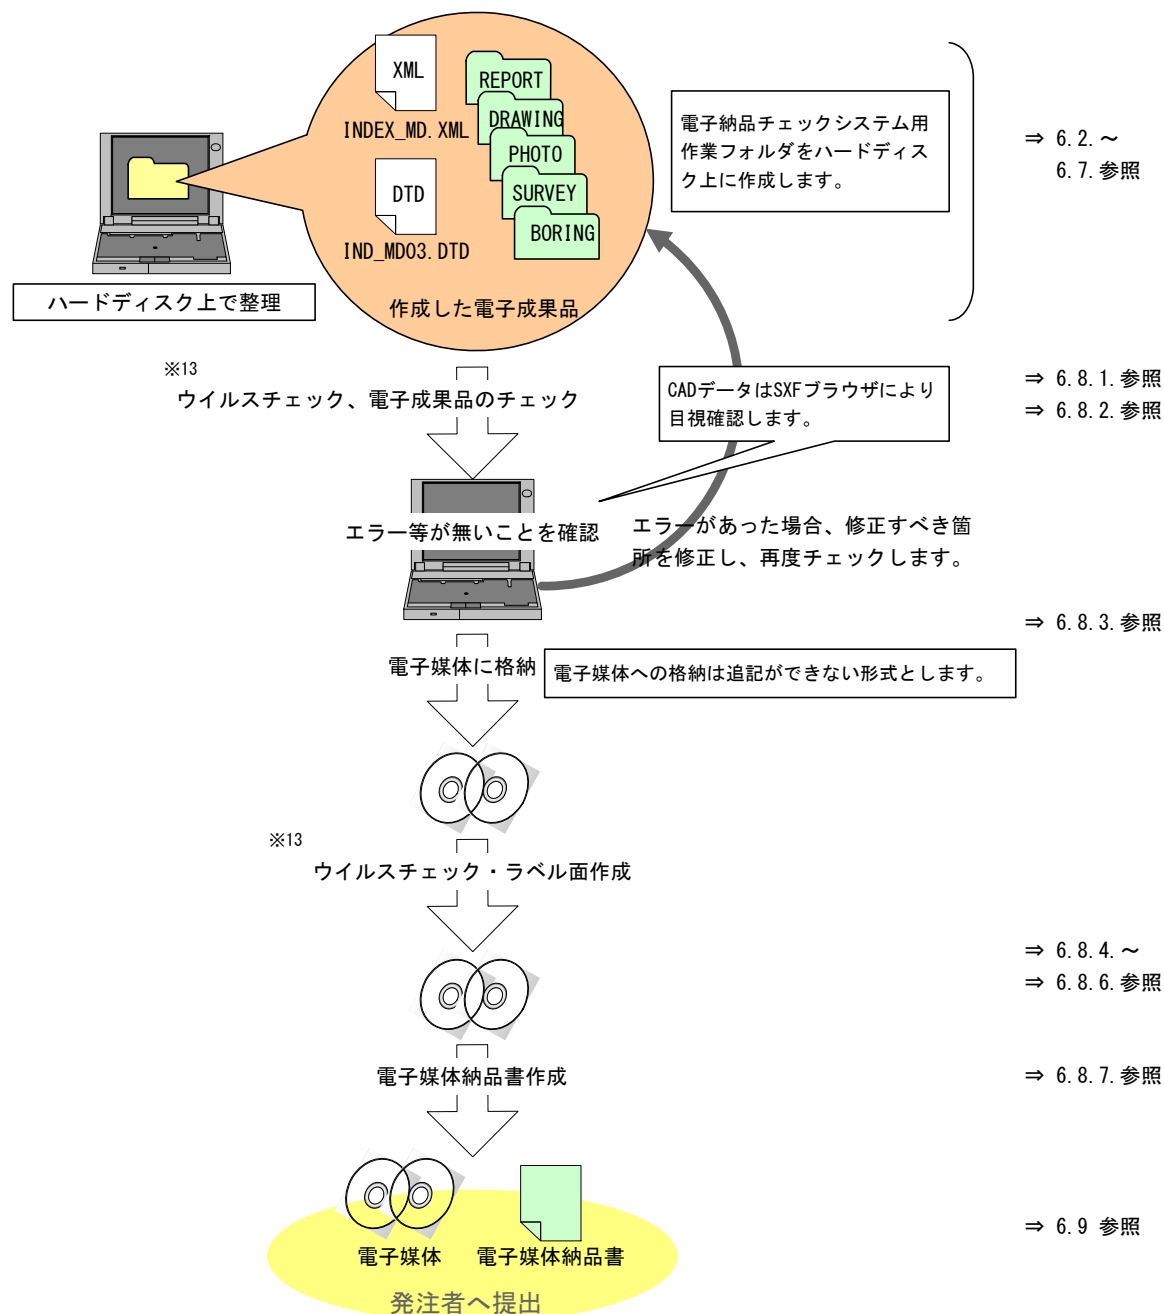 XML
INDEX_MD.XML
DTD
IND_MD03.DTD
REPORT
DRAWING
PHOTO
SURVEY
BORING
作成した電子成果品
ハードディスク上で整理
電子納品チェックシステム用
作業フォルダをハードディス
ク上に作成します。
⇒ 6.2.～
6.7.参照
※13
ウイルスチェック、電子成果品のチェック
CADデータはSXFブラウザにより
目視確認します。
⇒ 6.8.1.参照
⇒ 6.8.2.参照
エラー等が無いことを確認
エラーがあった場合、修正すべき箇
所を修正し、再度チェックします。
⇒ 6.8.3.参照
電子媒体に格納
電子媒体への格納は追記ができない形式とします。
※13
ウイルスチェック・ラベル面作成
⇒ 6.8.4.～
⇒ 6.8.6.参照
電子媒体納品書作成
⇒ 6.8.7.参照
電子媒体
電子媒体納品書
⇒ 6.9 参照
発注者へ提出